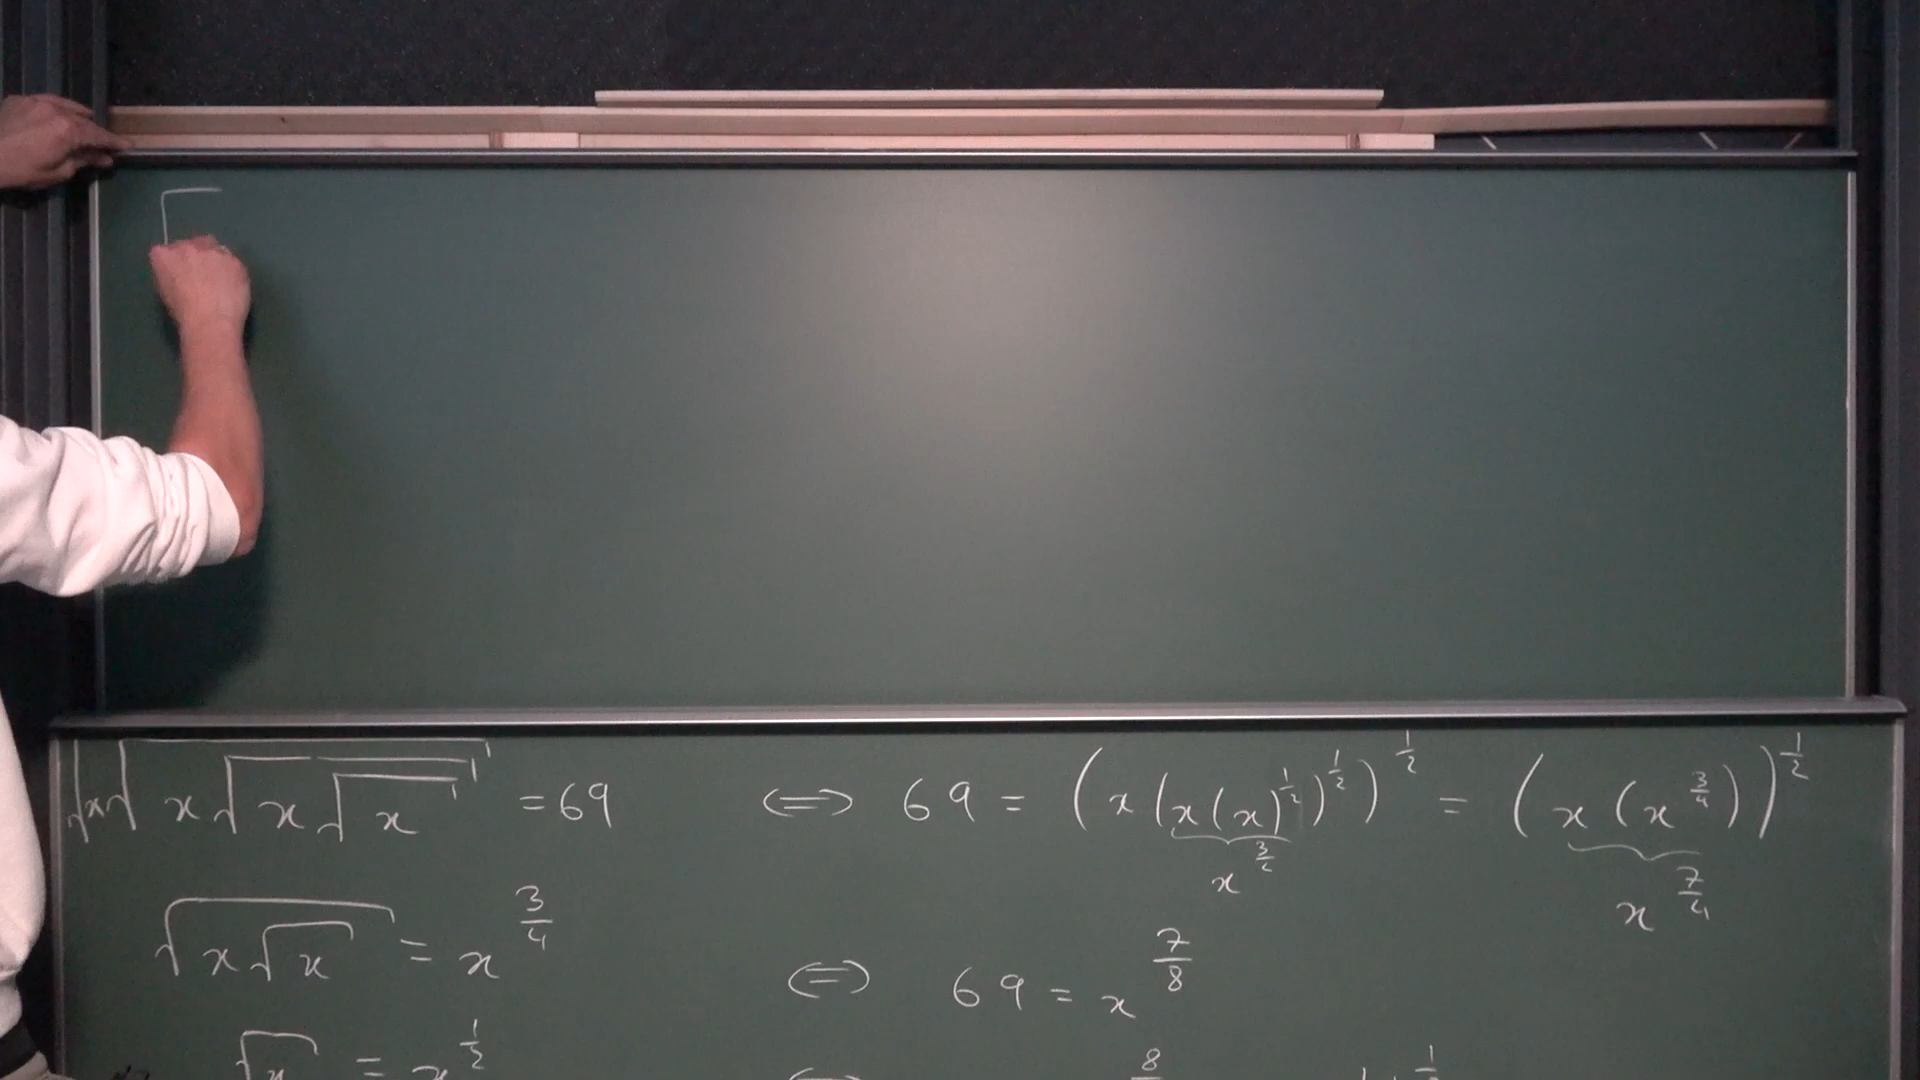 √x√x√x√x = 69 ⟺ 69 = (x(x(x)^{1/2})^{1/2})^{1/2} = (x(x^{3/4}))^{1/2}
x^{3/2} x^{7/4}
√x√x = x^{3/4} ⟺ 69 = x^{7/8}
√x = x^{1/2} ⟺ 8